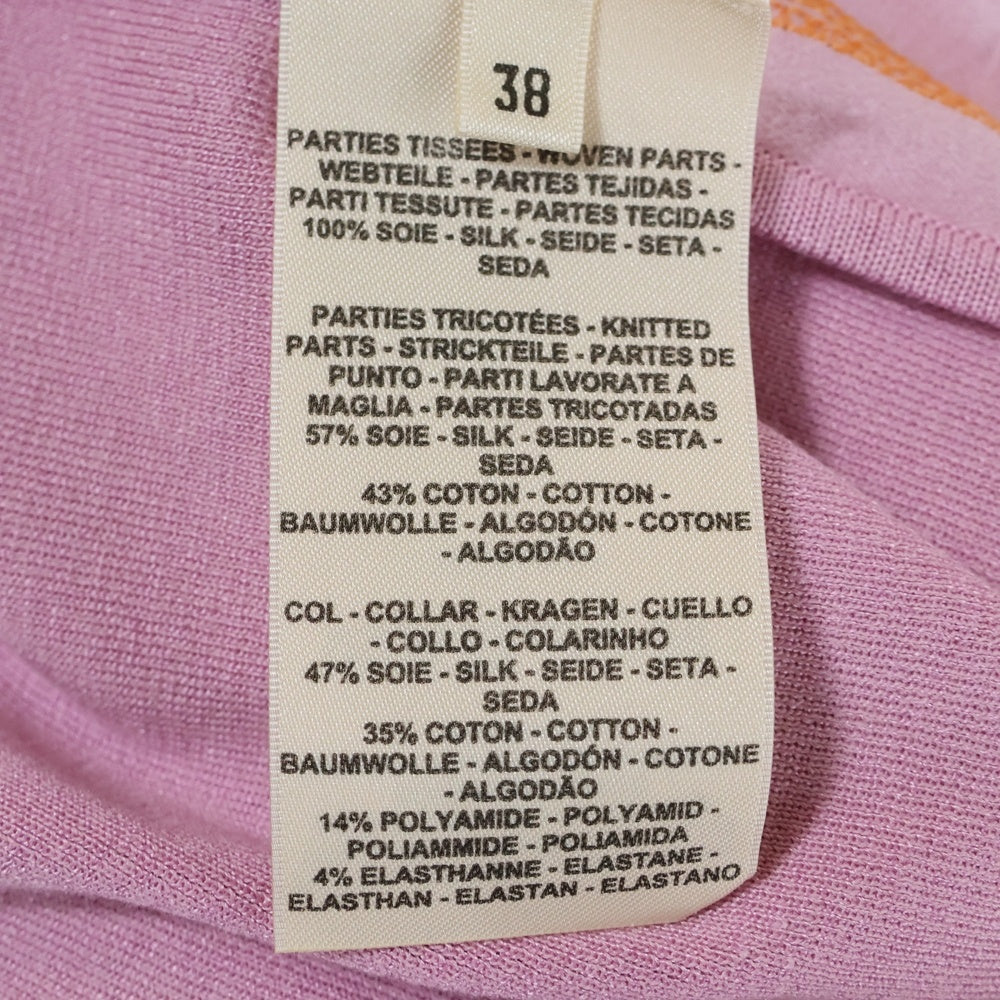 38
PARTIES TISSÉES - WOVEN PARTS -
WEBTEILE - PARTES TEJIDAS -
PARTI TESSUTE - PARTES TECIDAS
100% SOIE - SILK - SEIDE - SETA -
SEDA
PARTIES TRICOTÉES - KNITTED
PARTS - STRICKTEILE - PARTES DE
PUNTO - PARTI LAVORATE A
MAGLIA - PARTES TRICOTADAS
57% SOIE - SILK - SEIDE - SETA -
SEDA
43% COTON - COTTON -
BAUMWOLLE - ALGODÓN - COTONE
- ALGODÃO
COL - COLLAR - KRAGEN - CUELLO
- COLLO - COLARINHO
47% SOIE - SILK - SEIDE - SETA -
SEDA
35% COTON - COTTON -
BAUMWOLLE - ALGODÓN - COTONE
- ALGODÃO
14% POLYAMIDE - POLYAMID -
POLIAMMIDE - POLIAMIDA
4% ELASTHANNE - ELASTANE -
ELASTHAN - ELASTAN - ELASTANO